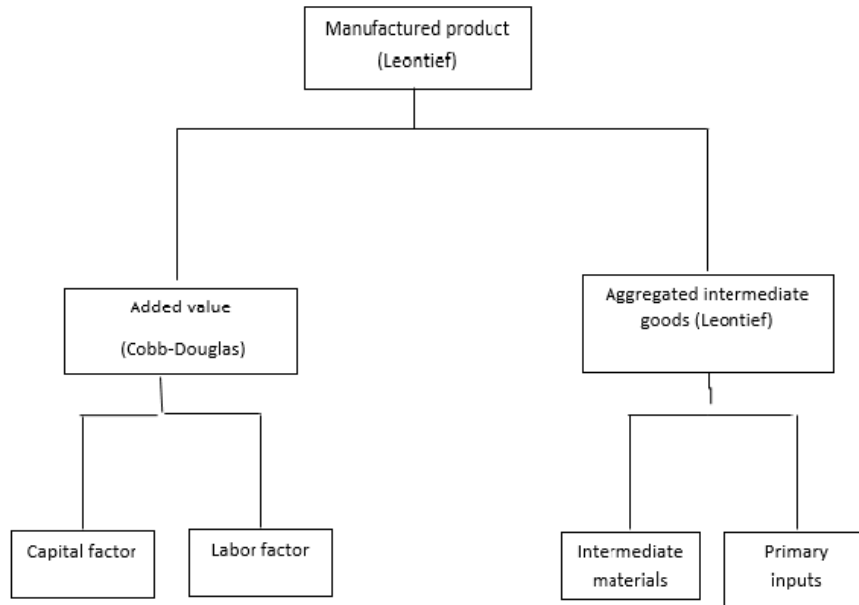 Manufactured product
(Leontief)
Added value
(Cobb-Douglas)
Aggregated intermediate
goods (Leontief)
Capital factor
Labor factor
Intermediate
materials
Primary
inputs